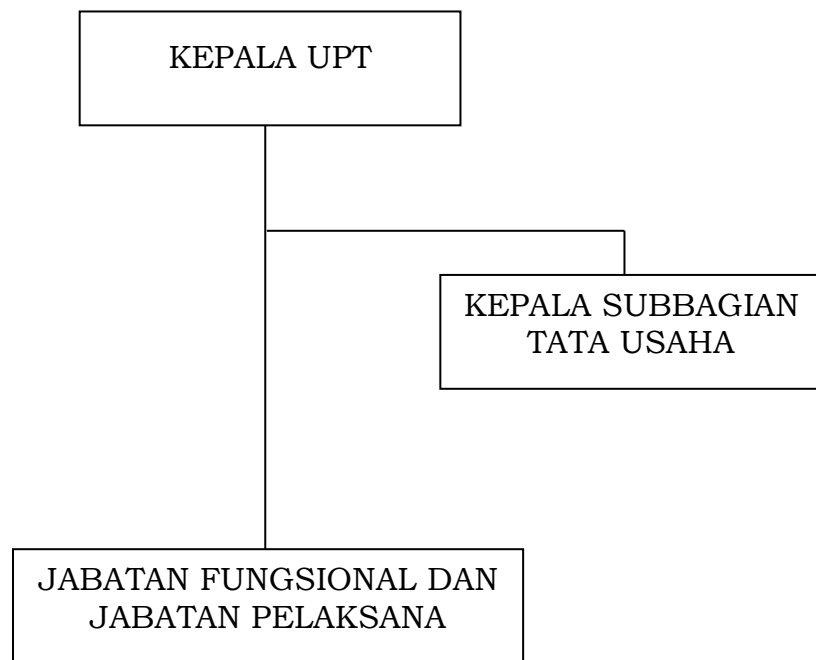 KEPALA UPT
KEPALA SUBBAGIAN
TATA USAHA
JABATAN FUNGSIONAL DAN
JABATAN PELAKSANA